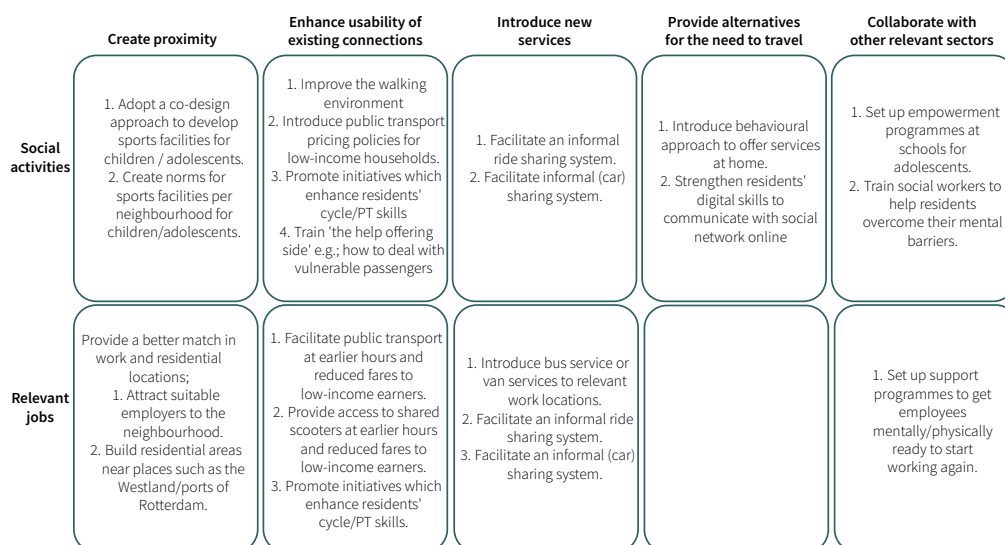 Create proximity
Enhance usability of
existing connections
Introduce new
services
Provide alternatives
for the need to travel
Collaborate with
other relevant sectors
Social
activities
1. Adopt a co-design
approach to develop
sports facilities for
children / adolescents.
2. Create norms for
sports facilities per
neighbourhood for
children/adolescents.
1. Improve the walking
environment
2. Introduce public transport
pricing policies for
low-income households.
3. Promote initiatives which
enhance residents'
cycle/PT skills
4. Train 'the help offering
side' e.g.; how to deal with
vulnerable passengers
1. Facilitate an informal
ride sharing system.
2. Facilitate informal (car)
sharing system.
1. Introduce behavioural
approach to offer services
at home.
2. Strengthen residents'
digital skills to
communicate with social
network online
1. Set up empowerment
programmes at
schools for
adolescents.
2. Train social workers to
help residents
overcome their mental
barriers.
Relevant
jobs
Provide a better match in
work and residential
locations;
1. Attract suitable
employers to the
neighbourhood.
2. Build residential areas
near places such as the
Westland/ports of
Rotterdam.
1. Facilitate public transport
at earlier hours and
reduced fares to
low-income earners.
2. Provide access to shared
scooters at earlier hours
and reduced fares to
low-income earners.
3. Promote initiatives which
enhance residents'
cycle/PT skills.
1. Introduce bus service or
van services to relevant
work locations.
2. Facilitate an informal ride
sharing system.
3. Facilitate an informal (car)
sharing system.
1. Set up support
programmes to get
employees
mentally/physically
ready to start
working again.